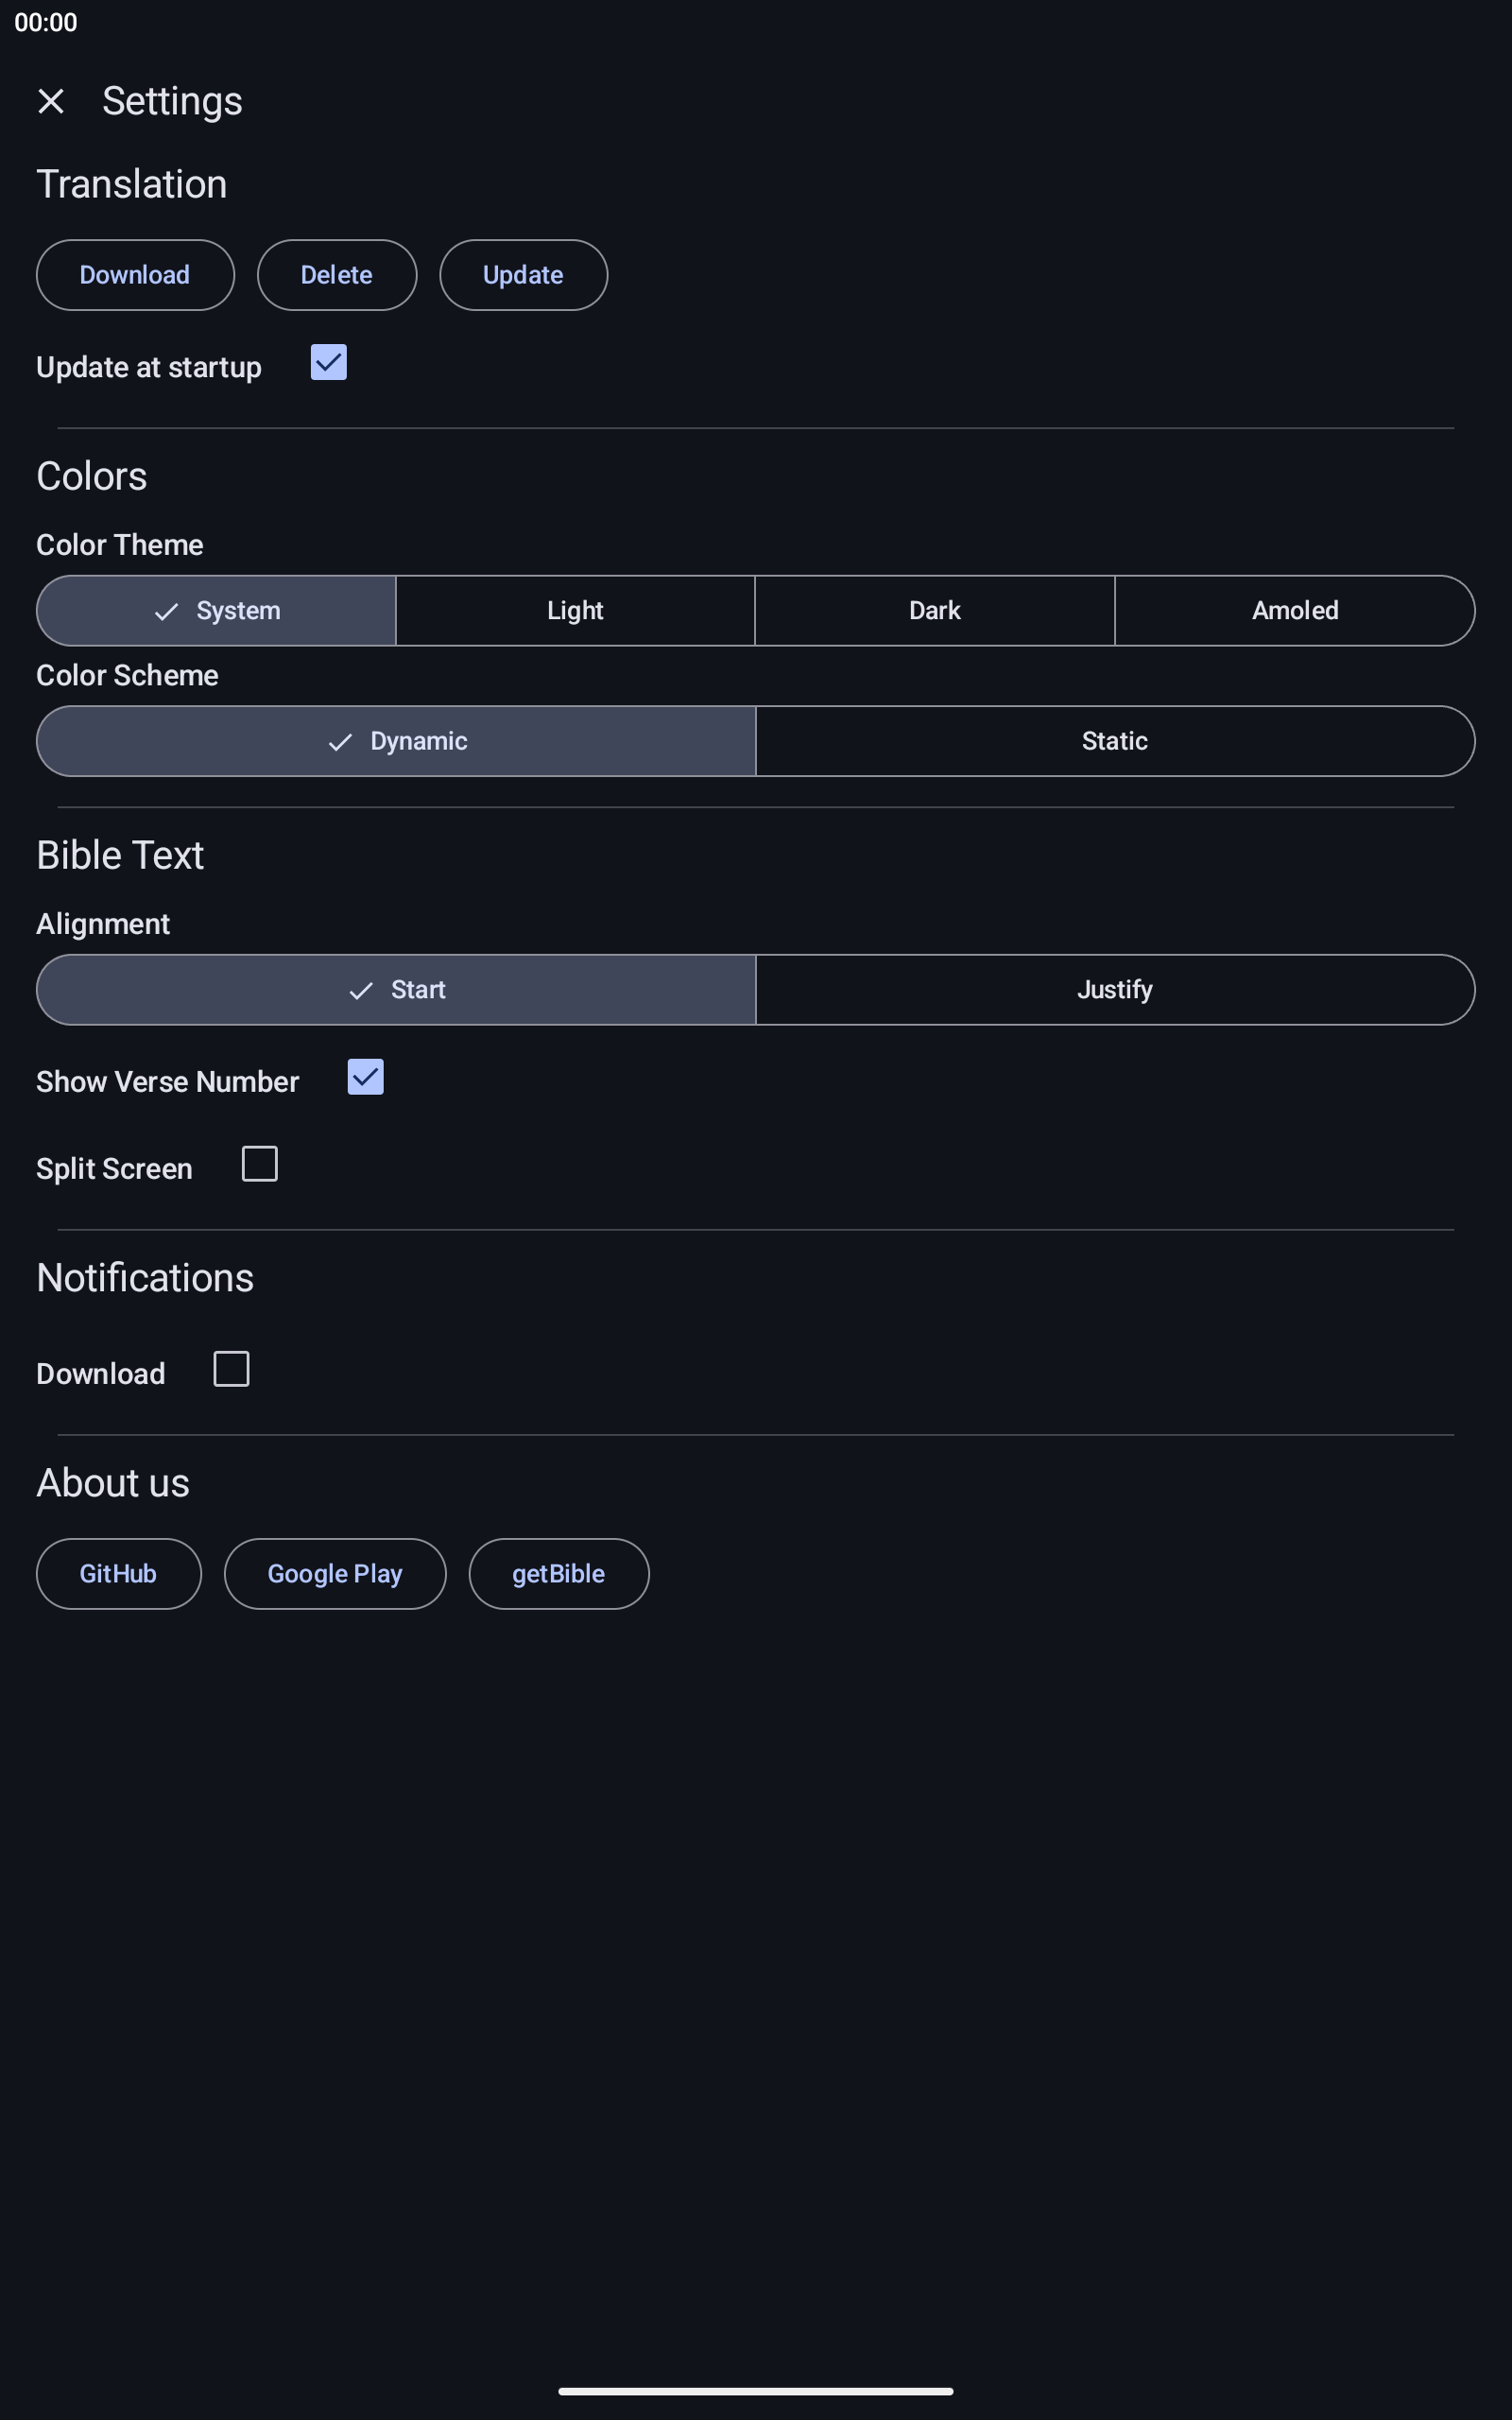 00:00
Settings
Translation
Download Delete Update
Update at startup
Colors
Color Theme
System Light Dark Amoled
Color Scheme
Dynamic Static
Bible Text
Alignment
Start Justify
Show Verse Number
Split Screen
Notifications
Download
About us
GitHub Google Play getBible